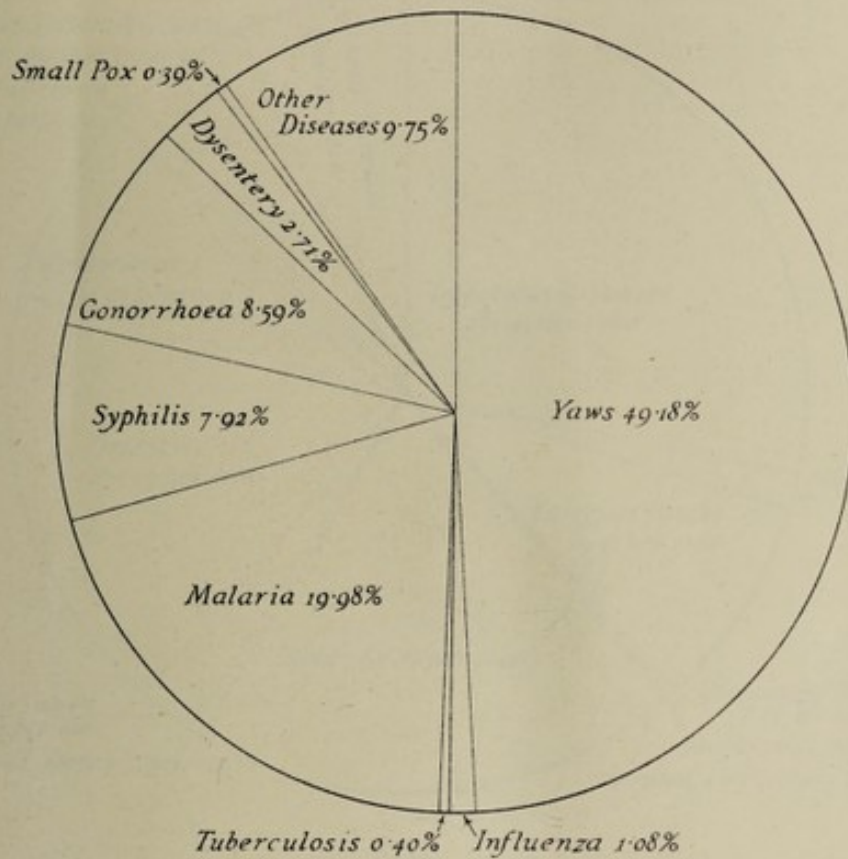 Small Pox 0·39%
Other
Diseases 9·75%
Dysentery 2·71%
Gonorrhoea 8·59%
Syphilis 7·92%
Yaws 49·18%
Malaria 19·98%
Tuberculosis 0·40%
Influenza 1·08%